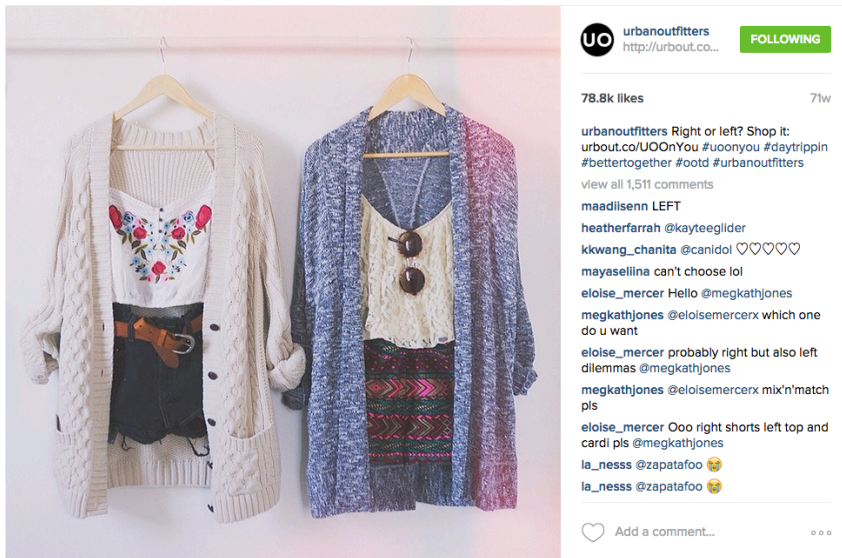 UO
urbanoutfitters
http://urbout.co...
FOLLOWING
78.8k likes
71w
urbanoutfitters Right or left? Shop it:
urbout.co/UOOnYou #uoonyou #daytrippin
#bettertogether #ootd #urbanoutfitters
view all 1,511 comments
maadiisenn LEFT
heatherfarrah @kayteeglider
kkwang_chanita @canidol ♡♡♡♡♡
mayaseliina can't choose lol
eloise_mercer Hello @megkathjones
megkathjones @eloisemercerx which one
do u want
eloise_mercer probably right but also left
dilemmas @megkathjones
megkathjones @eloisemercerx mix'n'match
pls
eloise_mercer Ooo right shorts left top and
cardi pls @megkathjones
la_nesss @zapatafoo 😭
la_nesss @zapatafoo 😭
Add a comment...